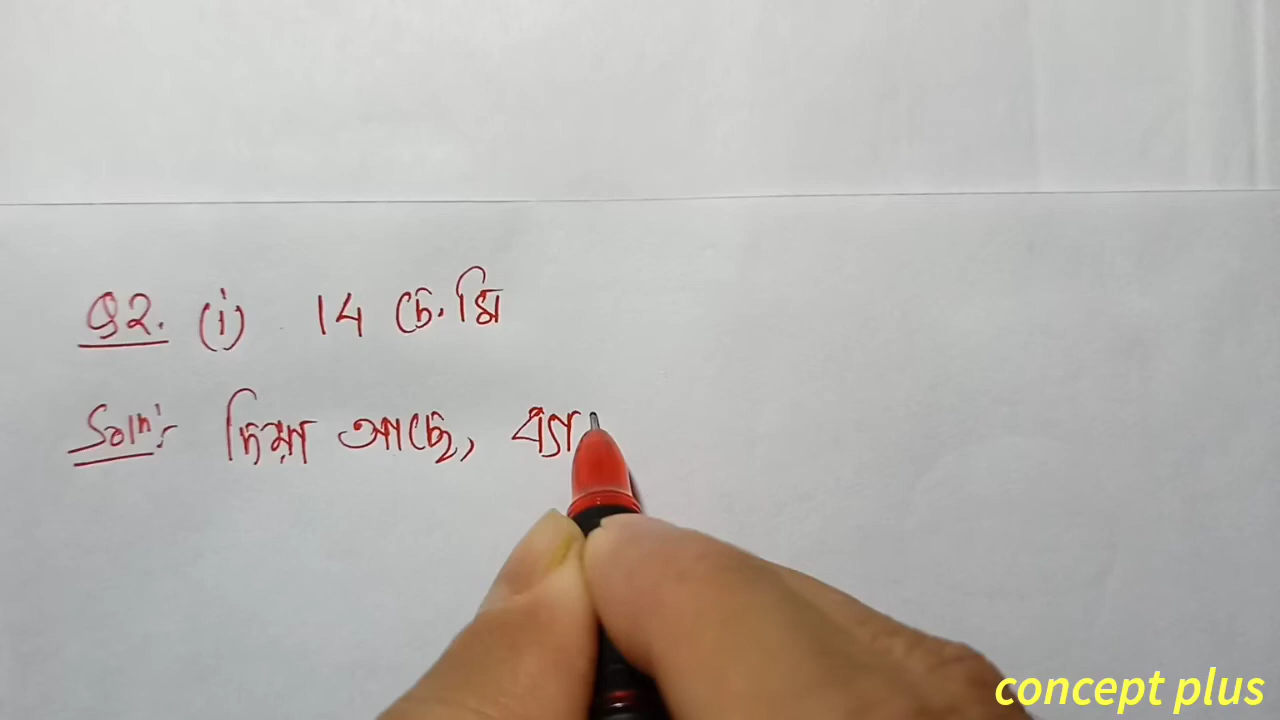 Q2. (i) 14 চে.মি
Soln: দিয়া আছে, ব্যা
concept plus